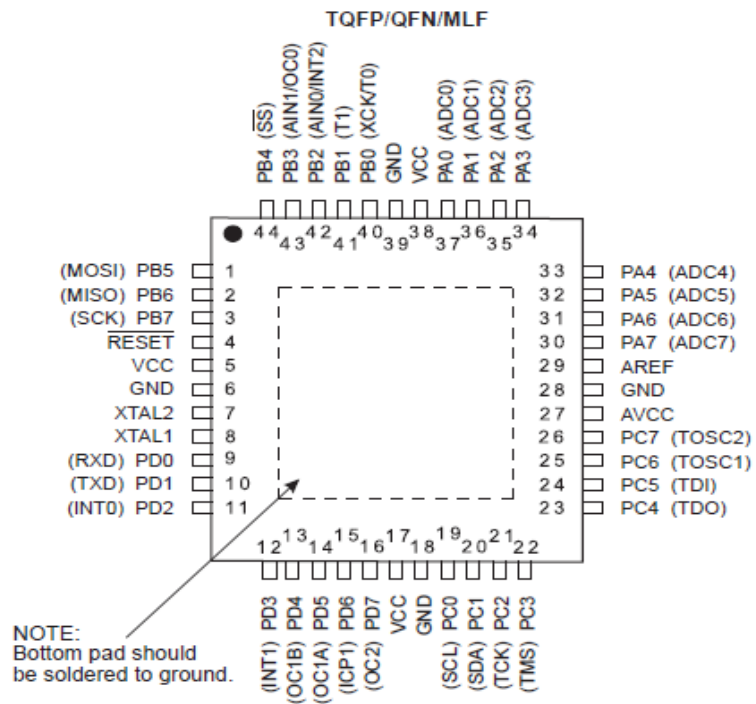 TQFP/QFN/MLF
PB4 (S̅S̅)
PB3 (AIN1/OC0)
PB2 (AIN0/INT2)
PB1 (T1)
PB0 (XCK/T0)
GND
VCC
PA0 (ADC0)
PA1 (ADC1)
PA2 (ADC2)
PA3 (ADC3)
44 43 42 41 40 39 38 37 36 35 34
(MOSI) PB5 1
(MISO) PB6 2
(SCK) PB7 3
R̅E̅S̅E̅T̅ 4
VCC 5
GND 6
XTAL2 7
XTAL1 8
(RXD) PD0 9
(TXD) PD1 10
(INT0) PD2 11
33 PA4 (ADC4)
32 PA5 (ADC5)
31 PA6 (ADC6)
30 PA7 (ADC7)
29 AREF
28 GND
27 AVCC
26 PC7 (TOSC2)
25 PC6 (TOSC1)
24 PC5 (TDI)
23 PC4 (TDO)
12 13 14 15 16 17 18 19 20 21 22
(INT1) PD3
(OC1B) PD4
(OC1A) PD5
(ICP1) PD6
(OC2) PD7
VCC
GND
(SCL) PC0
(SDA) PC1
(TCK) PC2
(TMS) PC3
NOTE:
Bottom pad should
be soldered to ground.